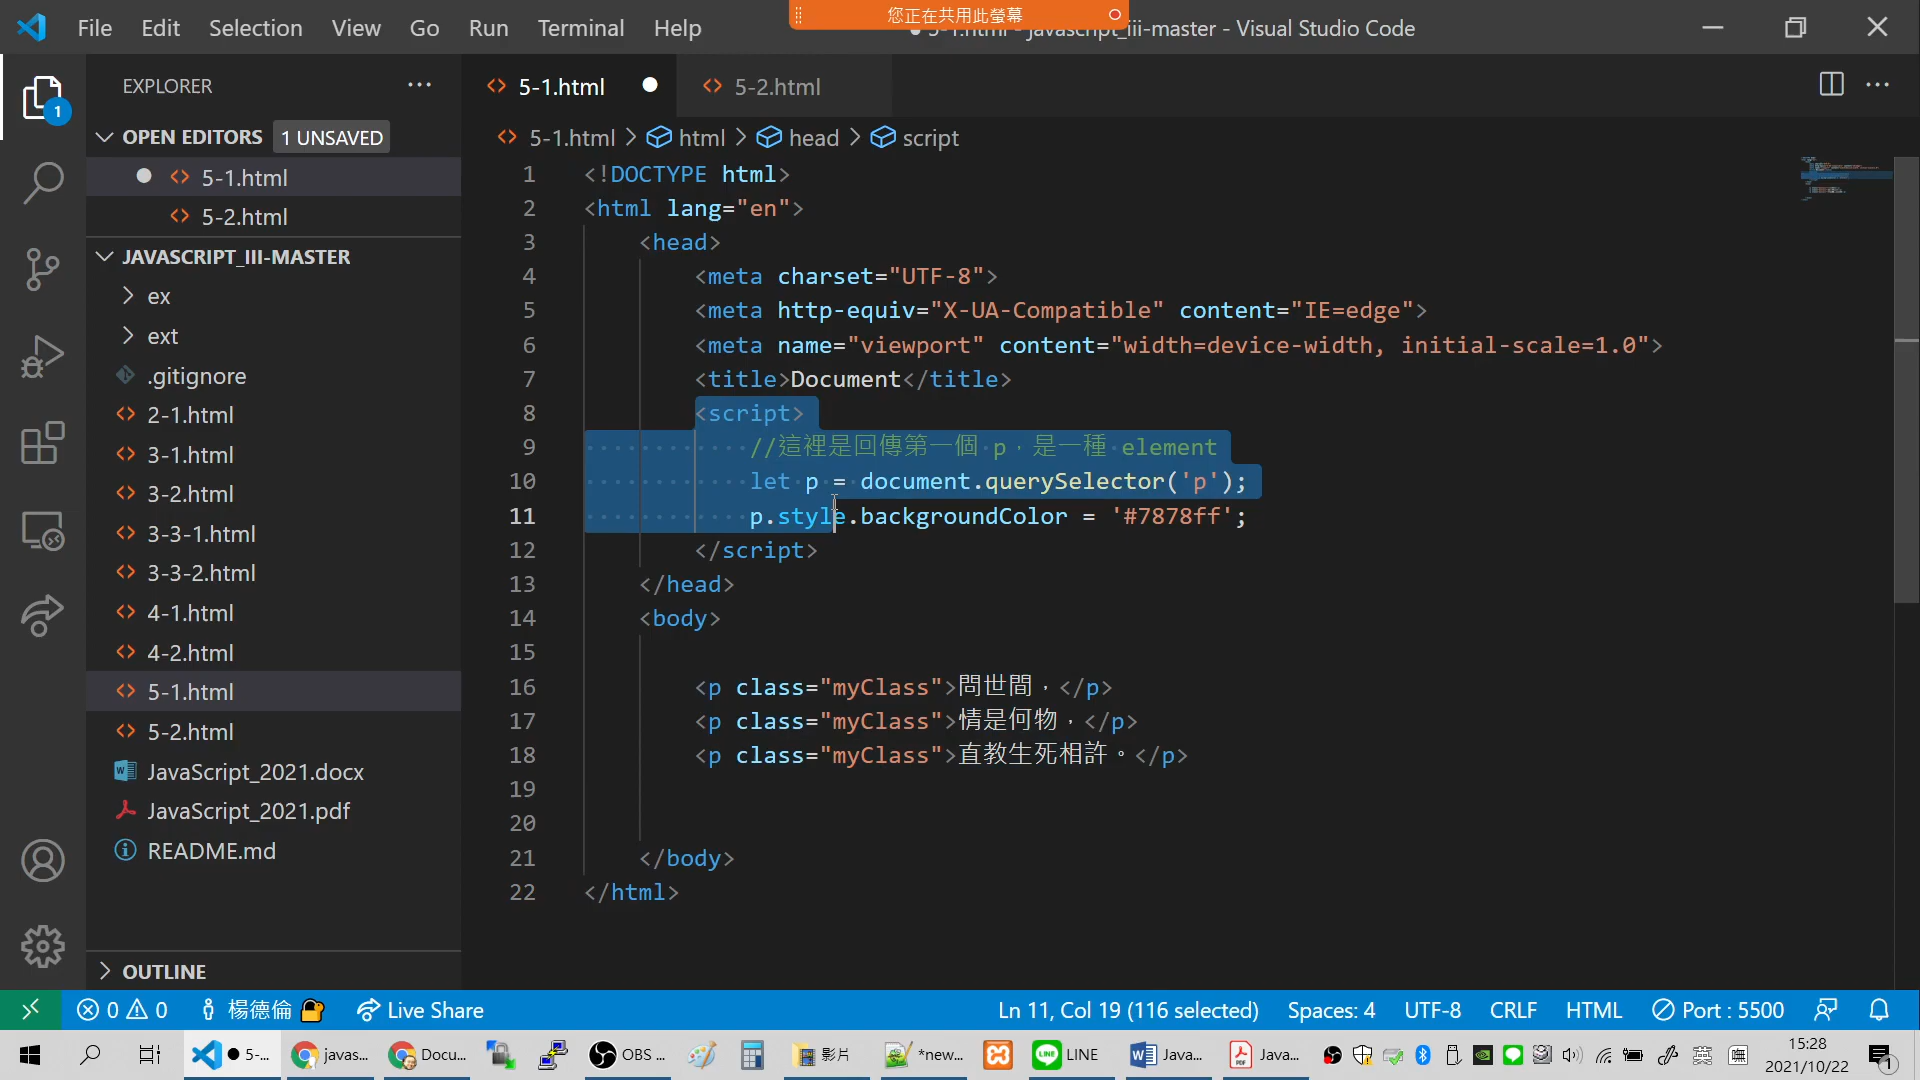 File Edit Selection View Go Run Terminal Help
您正在共用此螢幕
5-1.html - javascript_iii-master - Visual Studio Code
EXPLORER
OPEN EDITORS 1 UNSAVED
5-1.html
5-2.html
JAVASCRIPT_III-MASTER
ex
ext
.gitignore
2-1.html
3-1.html
3-2.html
3-3-1.html
3-3-2.html
4-1.html
4-2.html
5-1.html
5-2.html
JavaScript_2021.docx
JavaScript_2021.pdf
README.md
OUTLINE
1
5-1.html 5-2.html
5-1.html > html > head > script
1 <!DOCTYPE html>
2 <html lang="en">
3 <head>
4 <meta charset="UTF-8">
5 <meta http-equiv="X-UA-Compatible" content="IE=edge">
6 <meta name="viewport" content="width=device-width, initial-scale=1.0">
7 <title>Document</title>
8 <script>
9 //這裡是回傳第一個 p，是一種 element
10 let p = document.querySelector('p');
11 p.style.backgroundColor = '#7878ff';
12 </script>
13 </head>
14 <body>
15
16 <p class="myClass">問世間，</p>
17 <p class="myClass">情是何物，</p>
18 <p class="myClass">直教生死相許。</p>
19
20
21 </body>
22 </html>
0 0 楊德倫 Live Share Ln 11, Col 19 (116 selected) Spaces: 4 UTF-8 CRLF HTML Port : 5500
5-... javas... Docu... OBS ... 影片 *new... LINE Java... Java... 英 15:28
2021/10/22 1